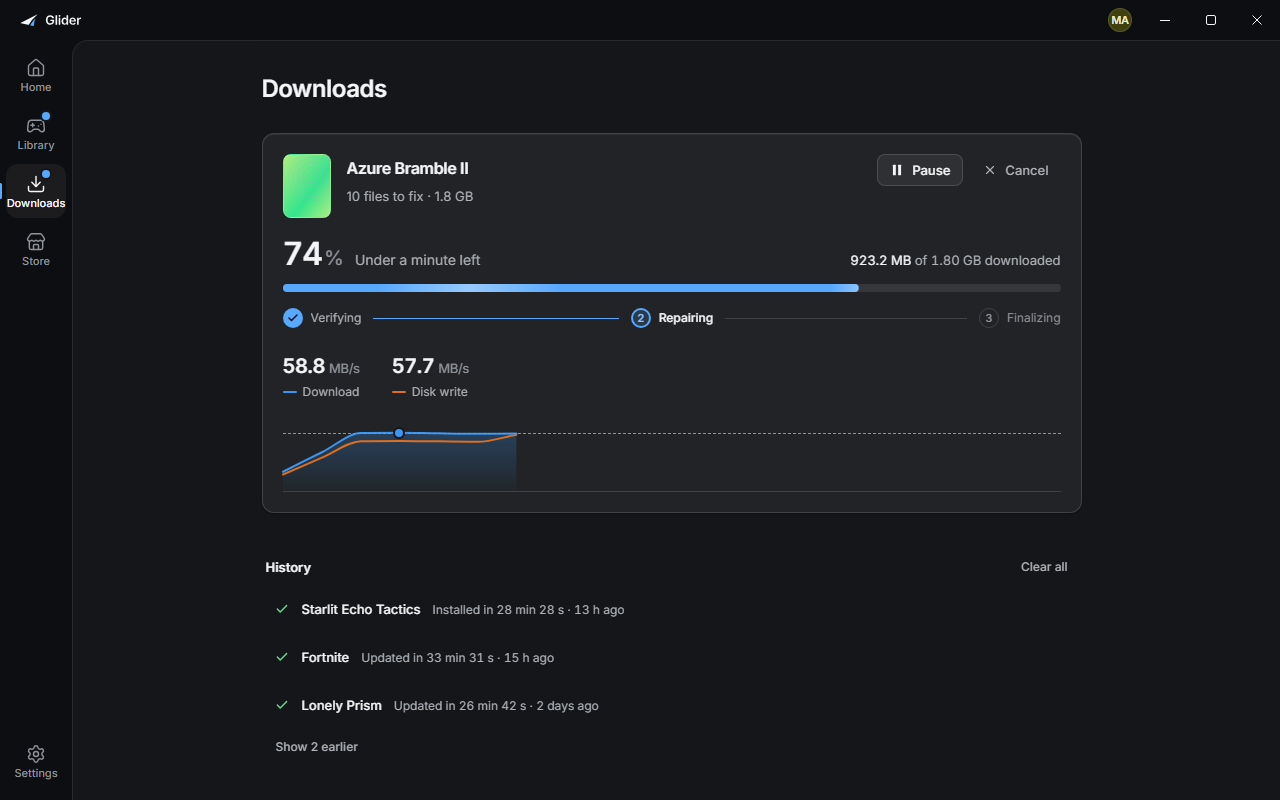 Glider
MA
Home
Library
Downloads
Store
Settings
Downloads
Azure Bramble II
10 files to fix · 1.8 GB
Pause
Cancel
74% Under a minute left
923.2 MB of 1.80 GB downloaded
Verifying
2 Repairing
3 Finalizing
58.8 MB/s
Download
57.7 MB/s
Disk write
History
Clear all
Starlit Echo Tactics Installed in 28 min 28 s · 13 h ago
Fortnite Updated in 33 min 31 s · 15 h ago
Lonely Prism Updated in 26 min 42 s · 2 days ago
Show 2 earlier